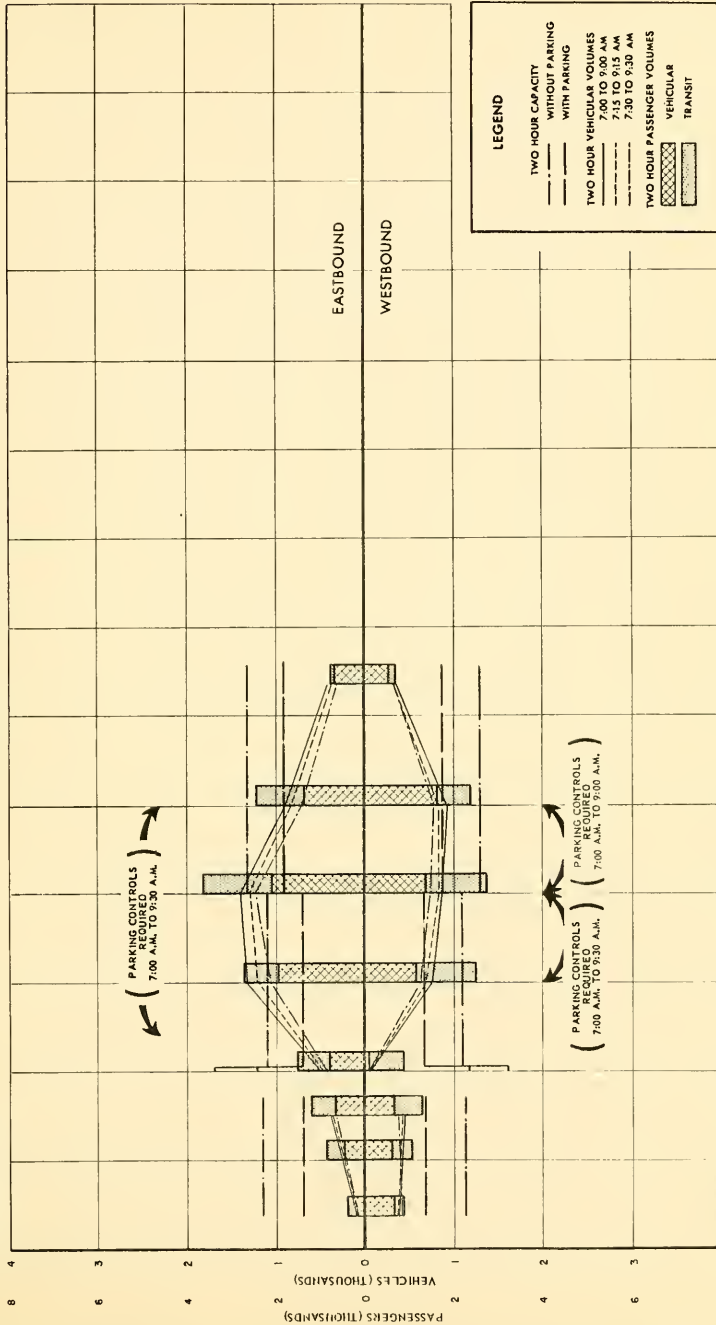 8
6
4
2
0
2
4
6
PASSENGERS (THOUSANDS)
4
3
2
1
0
1
2
3
VEHICLES (THOUSANDS)
( PARKING CONTROLS
REQUIRED
7:00 A.M. TO 9:30 A.M. )
EASTBOUND
WESTBOUND
( PARKING CONTROLS
REQUIRED
7:00 A.M. TO 9:30 A.M. )
( PARKING CONTROLS
REQUIRED
7:00 A.M. TO 9:00 A.M. )
LEGEND
TWO HOUR CAPACITY
WITHOUT PARKING
WITH PARKING
TWO HOUR VEHICULAR VOLUMES
7:00 TO 9:00 AM
7:15 TO 9:15 AM
7:30 TO 9:30 AM
TWO HOUR PASSENGER VOLUMES
VEHICULAR
TRANSIT